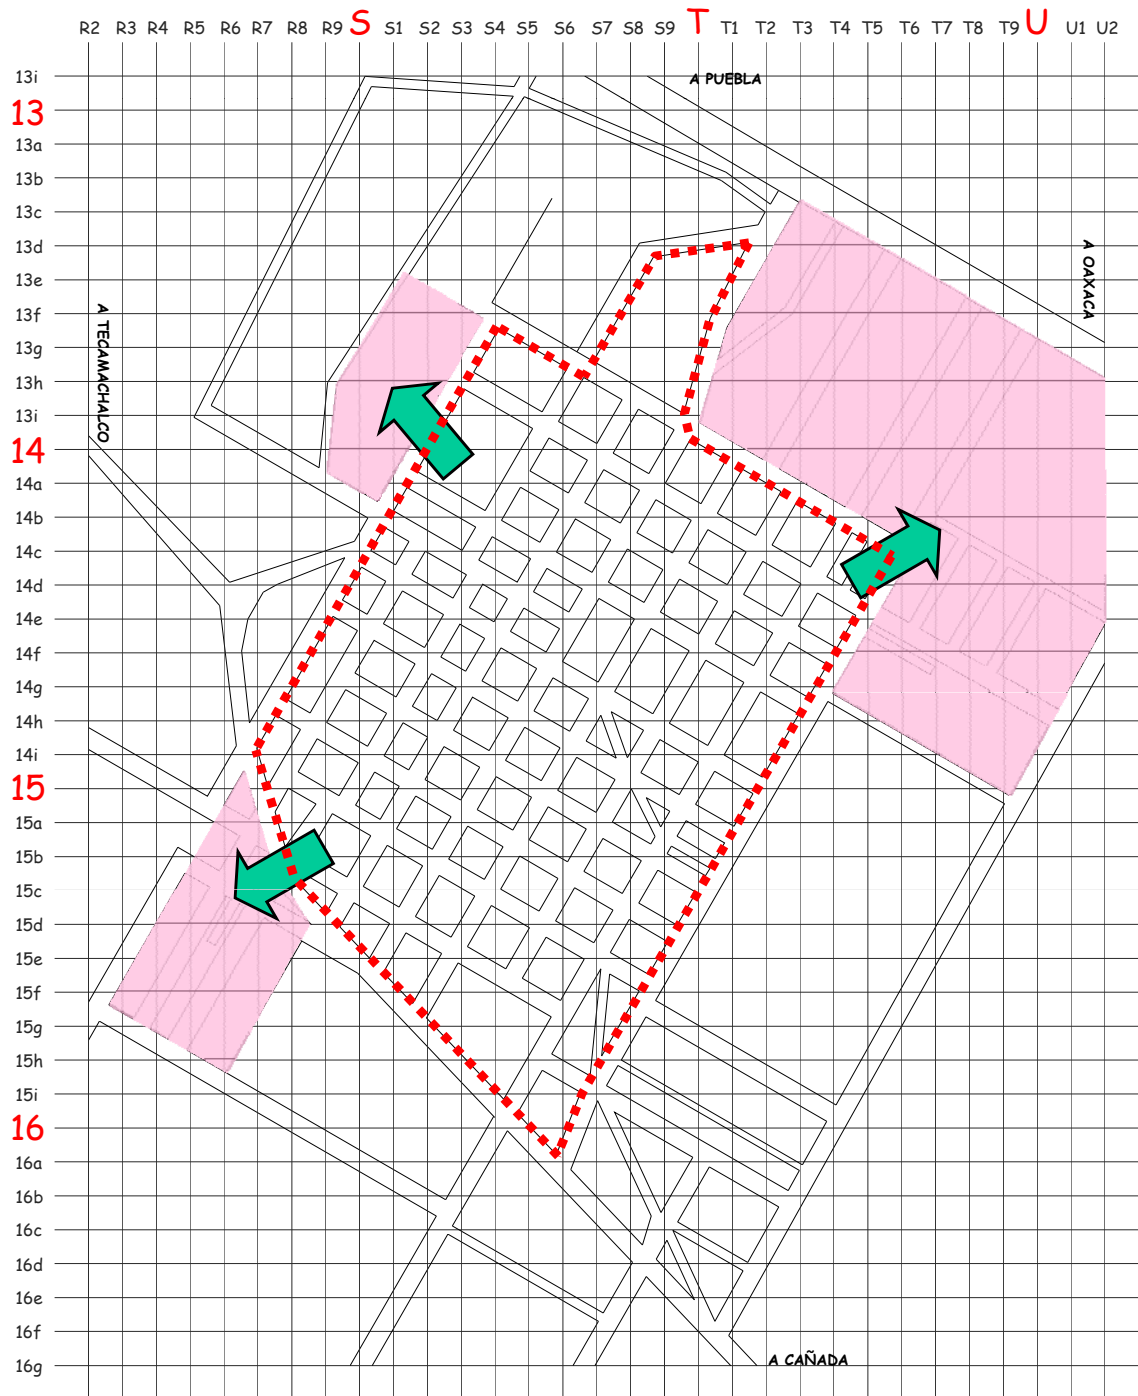 R2 R3 R4 R5 R6 R7 R8 R9 S S1 S2 S3 S4 S5 S6 S7 S8 S9 T T1 T2 T3 T4 T5 T6 T7 T8 T9 U U1 U2
13i
A PUEBLA
13
13a
13b
13c
13d
A OAXACA
13e
13f
A TECAMACHALCO
13g
13h
13i
14
14a
14b
14c
14d
14e
14f
14g
14h
14i
15
15a
15b
15c
15d
15e
15f
15g
15h
15i
16
16a
16b
16c
16d
16e
16f
A CAÑADA
16g